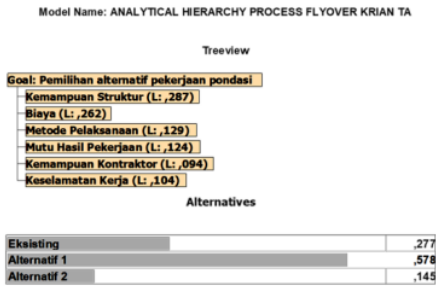 Model Name: ANALYTICAL HIERARCHY PROCESS FLYOVER KRIAN TA
Treeview
Goal: Pemilihan alternatif pekerjaan pondasi
Kemampuan Struktur (L: ,287)
Biaya (L: ,262)
Metode Pelaksanaan (L: ,129)
Mutu Hasil Pekerjaan (L: ,124)
Kemampuan Kontraktor (L: ,094)
Keselamatan Kerja (L: ,104)
Alternatives
Eksisting ,277
Alternatif 1 ,578
Alternatif 2 ,145